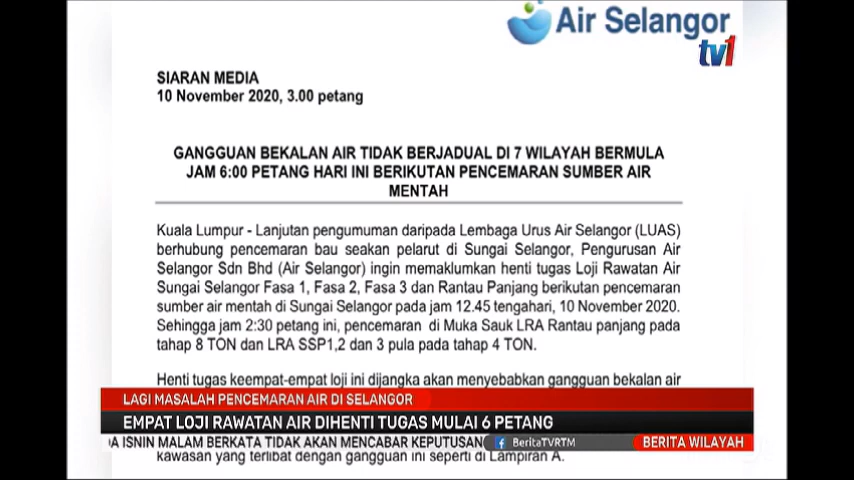 Air Selangor
tv1
SIARAN MEDIA
10 November 2020, 3.00 petang
GANGGUAN BEKALAN AIR TIDAK BERJADUAL DI 7 WILAYAH BERMULA
JAM 6:00 PETANG HARI INI BERIKUTAN PENCEMARAN SUMBER AIR
MENTAH
Kuala Lumpur - Lanjutan pengumuman daripada Lembaga Urus Air Selangor (LUAS)
berhubung pencemaran bau seakan pelarut di Sungai Selangor, Pengurusan Air
Selangor Sdn Bhd (Air Selangor) ingin memaklumkan henti tugas Loji Rawatan Air
Sungai Selangor Fasa 1, Fasa 2, Fasa 3 dan Rantau Panjang berikutan pencemaran
sumber air mentah di Sungai Selangor pada jam 12.45 tengahari, 10 November 2020.
Sehingga jam 2:30 petang ini, pencemaran di Muka Sauk LRA Rantau panjang pada
tahap 8 TON dan LRA SSP1,2 dan 3 pula pada tahap 4 TON.
Henti tugas keempat-empat loji ini dijangka akan menyebabkan gangguan bekalan air
LAGI MASALAH PENCEMARAN AIR DI SELANGOR
EMPAT LOJI RAWATAN AIR DIHENTI TUGAS MULAI 6 PETANG
ISNIN MALAM BERKATA TIDAK AKAN MENCABAR KEPUTUSAN
BeritaTVRTM
BERITA WILAYAH
kawasan yang terlibat dengan gangguan ini seperti di Lampiran A.